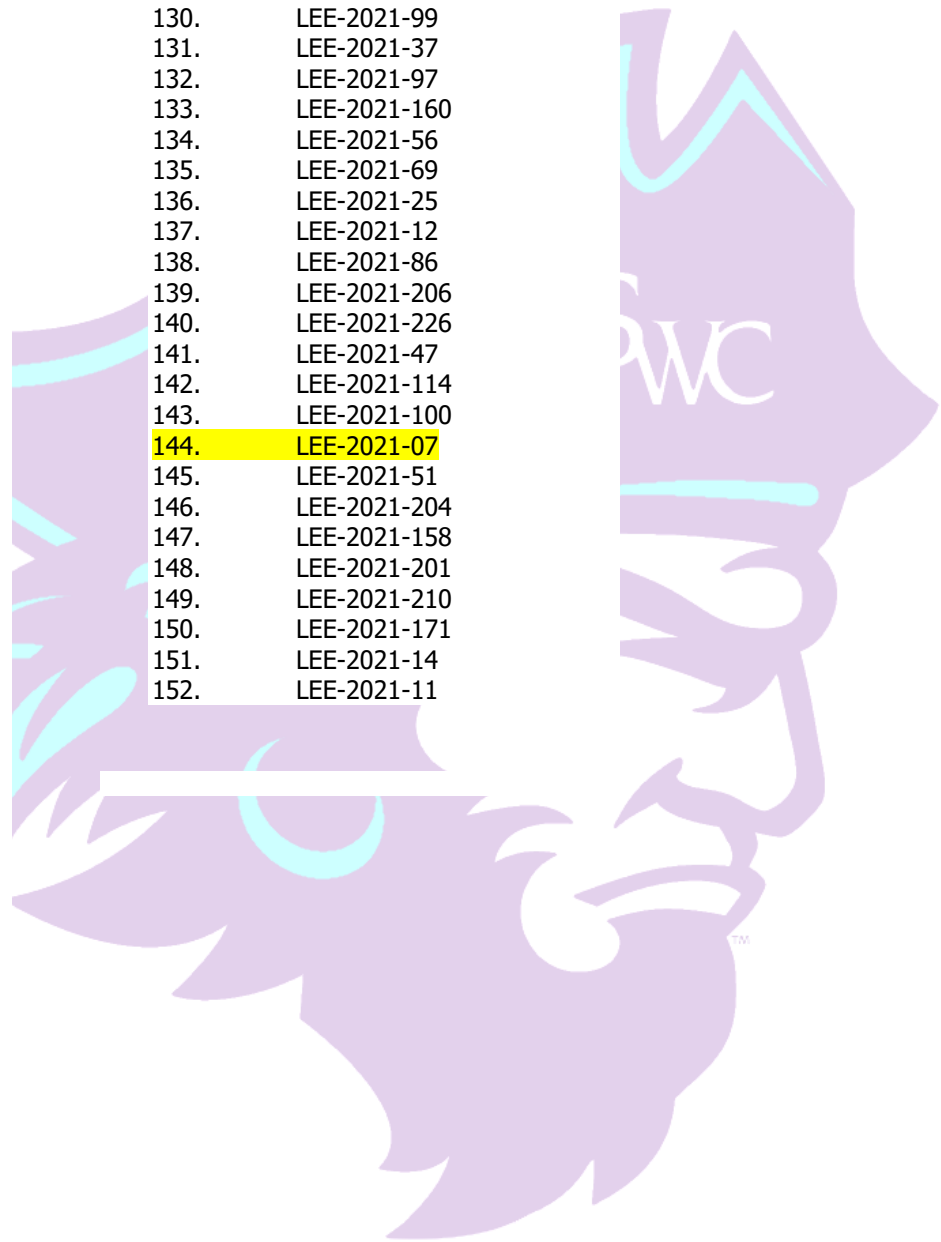 130. LEE-2021-99
131. LEE-2021-37
132. LEE-2021-97
133. LEE-2021-160
134. LEE-2021-56
135. LEE-2021-69
136. LEE-2021-25
137. LEE-2021-12
138. LEE-2021-86
139. LEE-2021-206
140. LEE-2021-226
141. LEE-2021-47
142. LEE-2021-114
143. LEE-2021-100
144. LEE-2021-07
145. LEE-2021-51
146. LEE-2021-204
147. LEE-2021-158
148. LEE-2021-201
149. LEE-2021-210
150. LEE-2021-171
151. LEE-2021-14
152. LEE-2021-11
TM